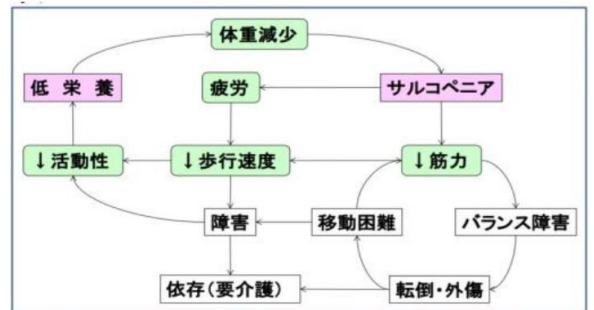 体重減少
低栄養
疲労
サルコペニア
↓活動性
↓歩行速度
↓筋力
障害
移動困難
バランス障害
依存(要介護)
転倒・外傷